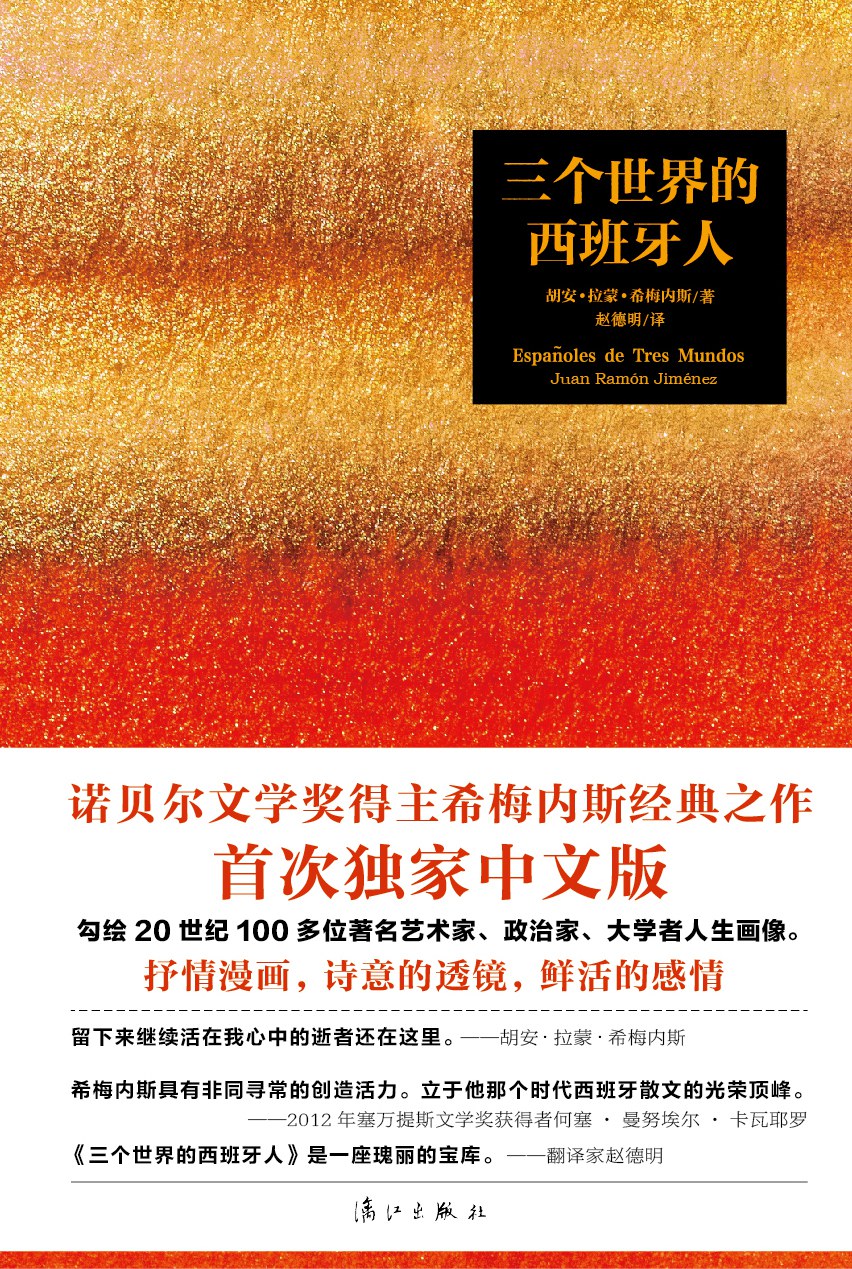 三个世界的
西班牙人
胡安·拉蒙·希梅内斯/著
赵德明/译
Españoles de Tres Mundos
Juan Ramón Jiménez
诺贝尔文学奖得主希梅内斯经典之作
首次独家中文版
勾绘20世纪100多位著名艺术家、政治家、大学者人生画像。
抒情漫画，诗意的透镜，鲜活的感情
留下来继续活在我心中的逝者还在这里。——胡安·拉蒙·希梅内斯
希梅内斯具有非同寻常的创造活力。立于他那个时代西班牙散文的光荣顶峰。
——2012年塞万提斯文学奖获得者何塞·曼努埃尔·卡瓦耶罗
《三个世界的西班牙人》是一座瑰丽的宝库。——翻译家赵德明
漓江出版社